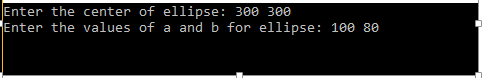 Enter the center of ellipse: 300 300
Enter the values of a and b for ellipse: 100 80